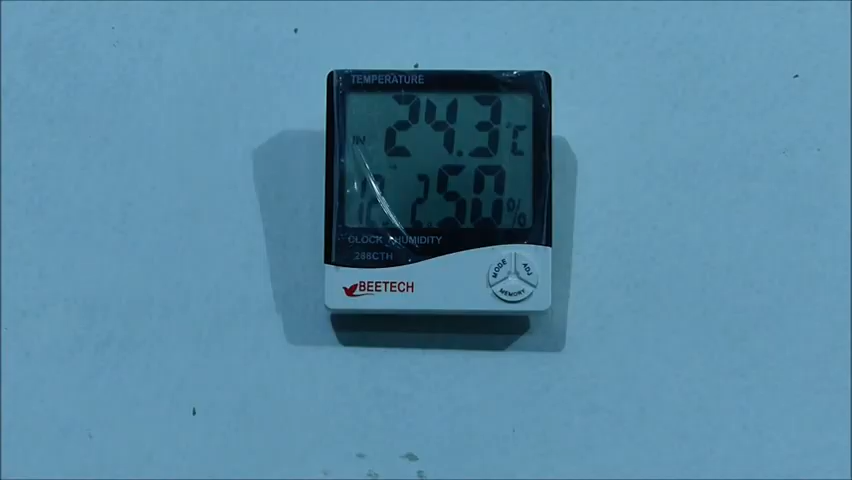 TEMPERATURE
IN 24.3 °C
50 %
CLOCK / HUMIDITY
288CTH
BEETECH
MODE ADJ
MEMORY